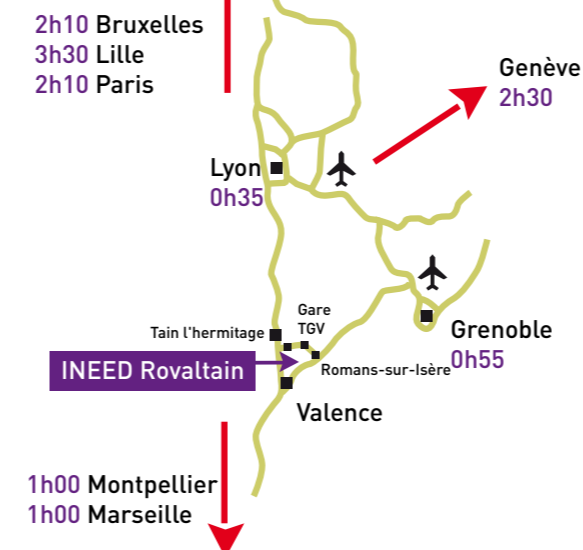 2h10 Bruxelles
3h30 Lille
2h10 Paris
Genève
2h30
Lyon
0h35
Gare
TGV
Tain l'hermitage
Grenoble
0h55
INEED Rovaltain
Romans-sur-Isère
Valence
1h00 Montpellier
1h00 Marseille